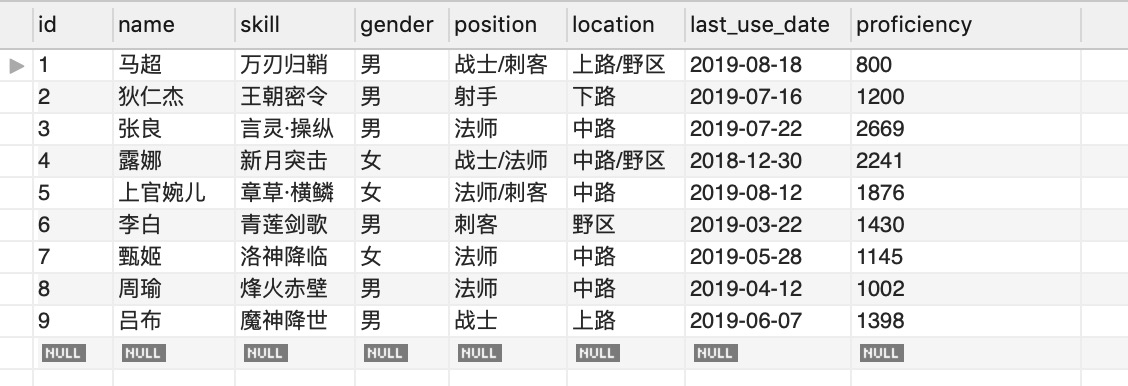 id name skill gender position location last_use_date proficiency
1 马超 万刃归鞘 男 战士/刺客 上路/野区 2019-08-18 800
2 狄仁杰 王朝密令 男 射手 下路 2019-07-16 1200
3 张良 言灵·操纵 男 法师 中路 2019-07-22 2669
4 露娜 新月突击 女 战士/法师 中路/野区 2018-12-30 2241
5 上官婉儿 章草·横鳞 女 法师/刺客 中路 2019-08-12 1876
6 李白 青莲剑歌 男 刺客 野区 2019-03-22 1430
7 甄姬 洛神降临 女 法师 中路 2019-05-28 1145
8 周瑜 烽火赤壁 男 法师 中路 2019-04-12 1002
9 吕布 魔神降世 男 战士 上路 2019-06-07 1398
NULL NULL NULL NULL NULL NULL NULL NULL